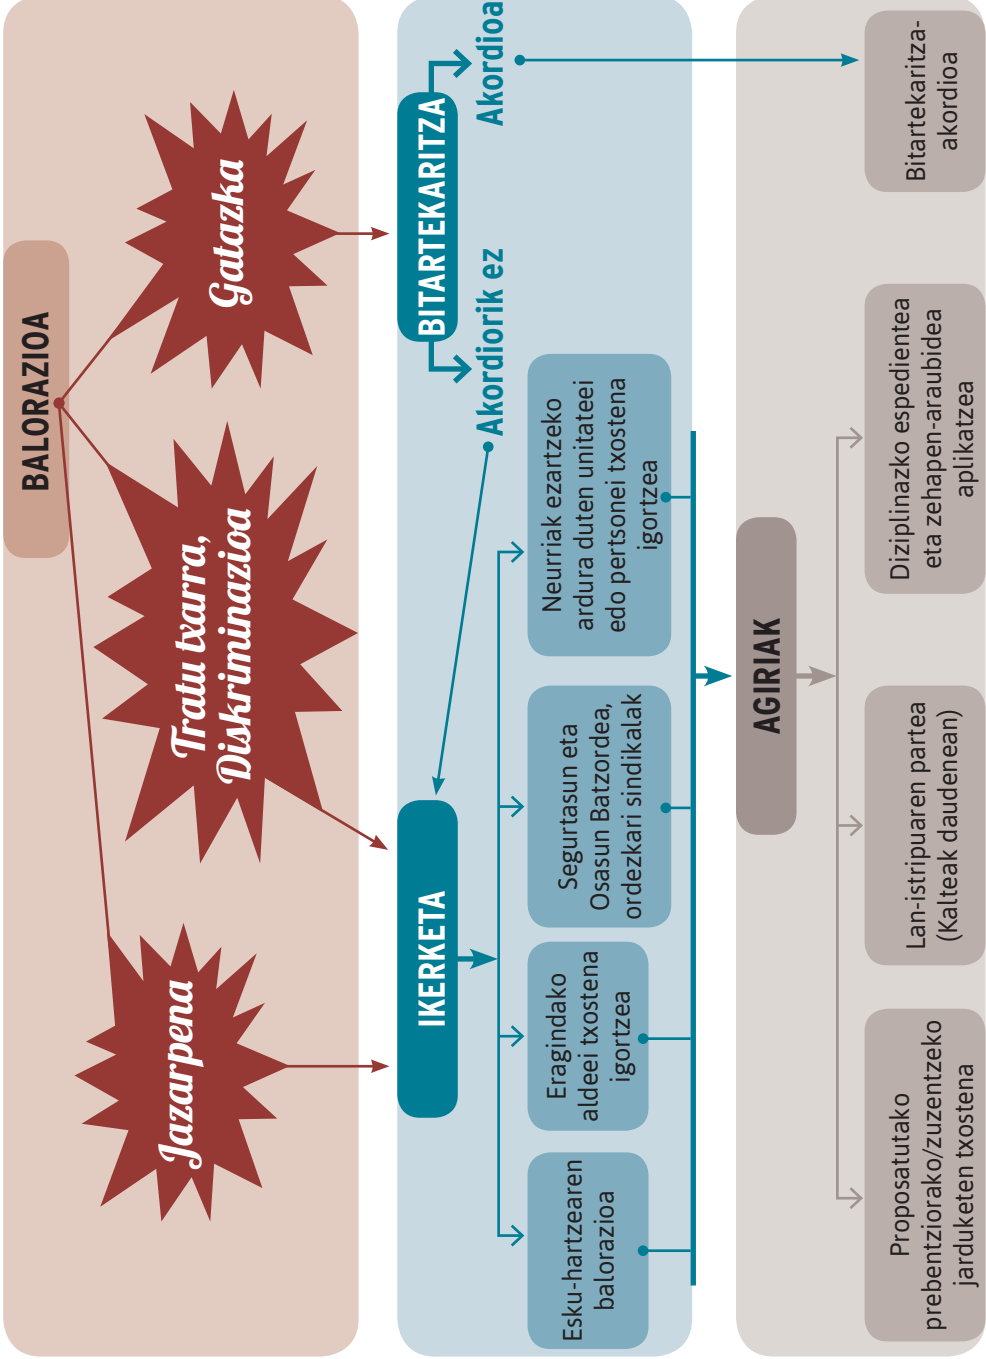 BALORAZIOA
Jazarpena
Tratu txarra,
Diskriminazioa
Gatazka
IKERKETA
BITARTEKARITZA
Akordiorik ez
Akordioa
Esku-hartzearen
balorazioa
Eragindako
aldeei txostena
igortzea
Segurtasun eta
Osasun Batzordea,
ordezkari sindikalak
Neurriak ezartzeko
ardura duten unitateei
edo pertsonei txostena
igortzea
AGIRIAK
Proposatutako
prebentziorako/zuzentzeko
jarduketen txostena
Lan-istripuaren partea
(Kalteak daudenean)
Diziplinazko espedientea
eta zehapen-araubidea
aplikatzea
Bitartekaritza-
akordioa